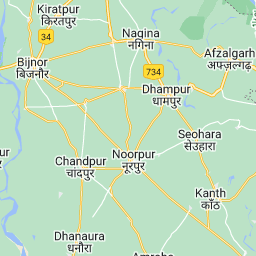 Kiratpur
किरतपुर
34
Nagina
नगिना
Afzalgarh
अफ़ज़लगढ़
Bijnor
बिजनौर
734
Dhampur
धामपुर
Seohara
सेउहारा
Chandpur
चांदपुर
Noorpur
नूरपुर
Kanth
काँठ
Dhanaura
धनौरा